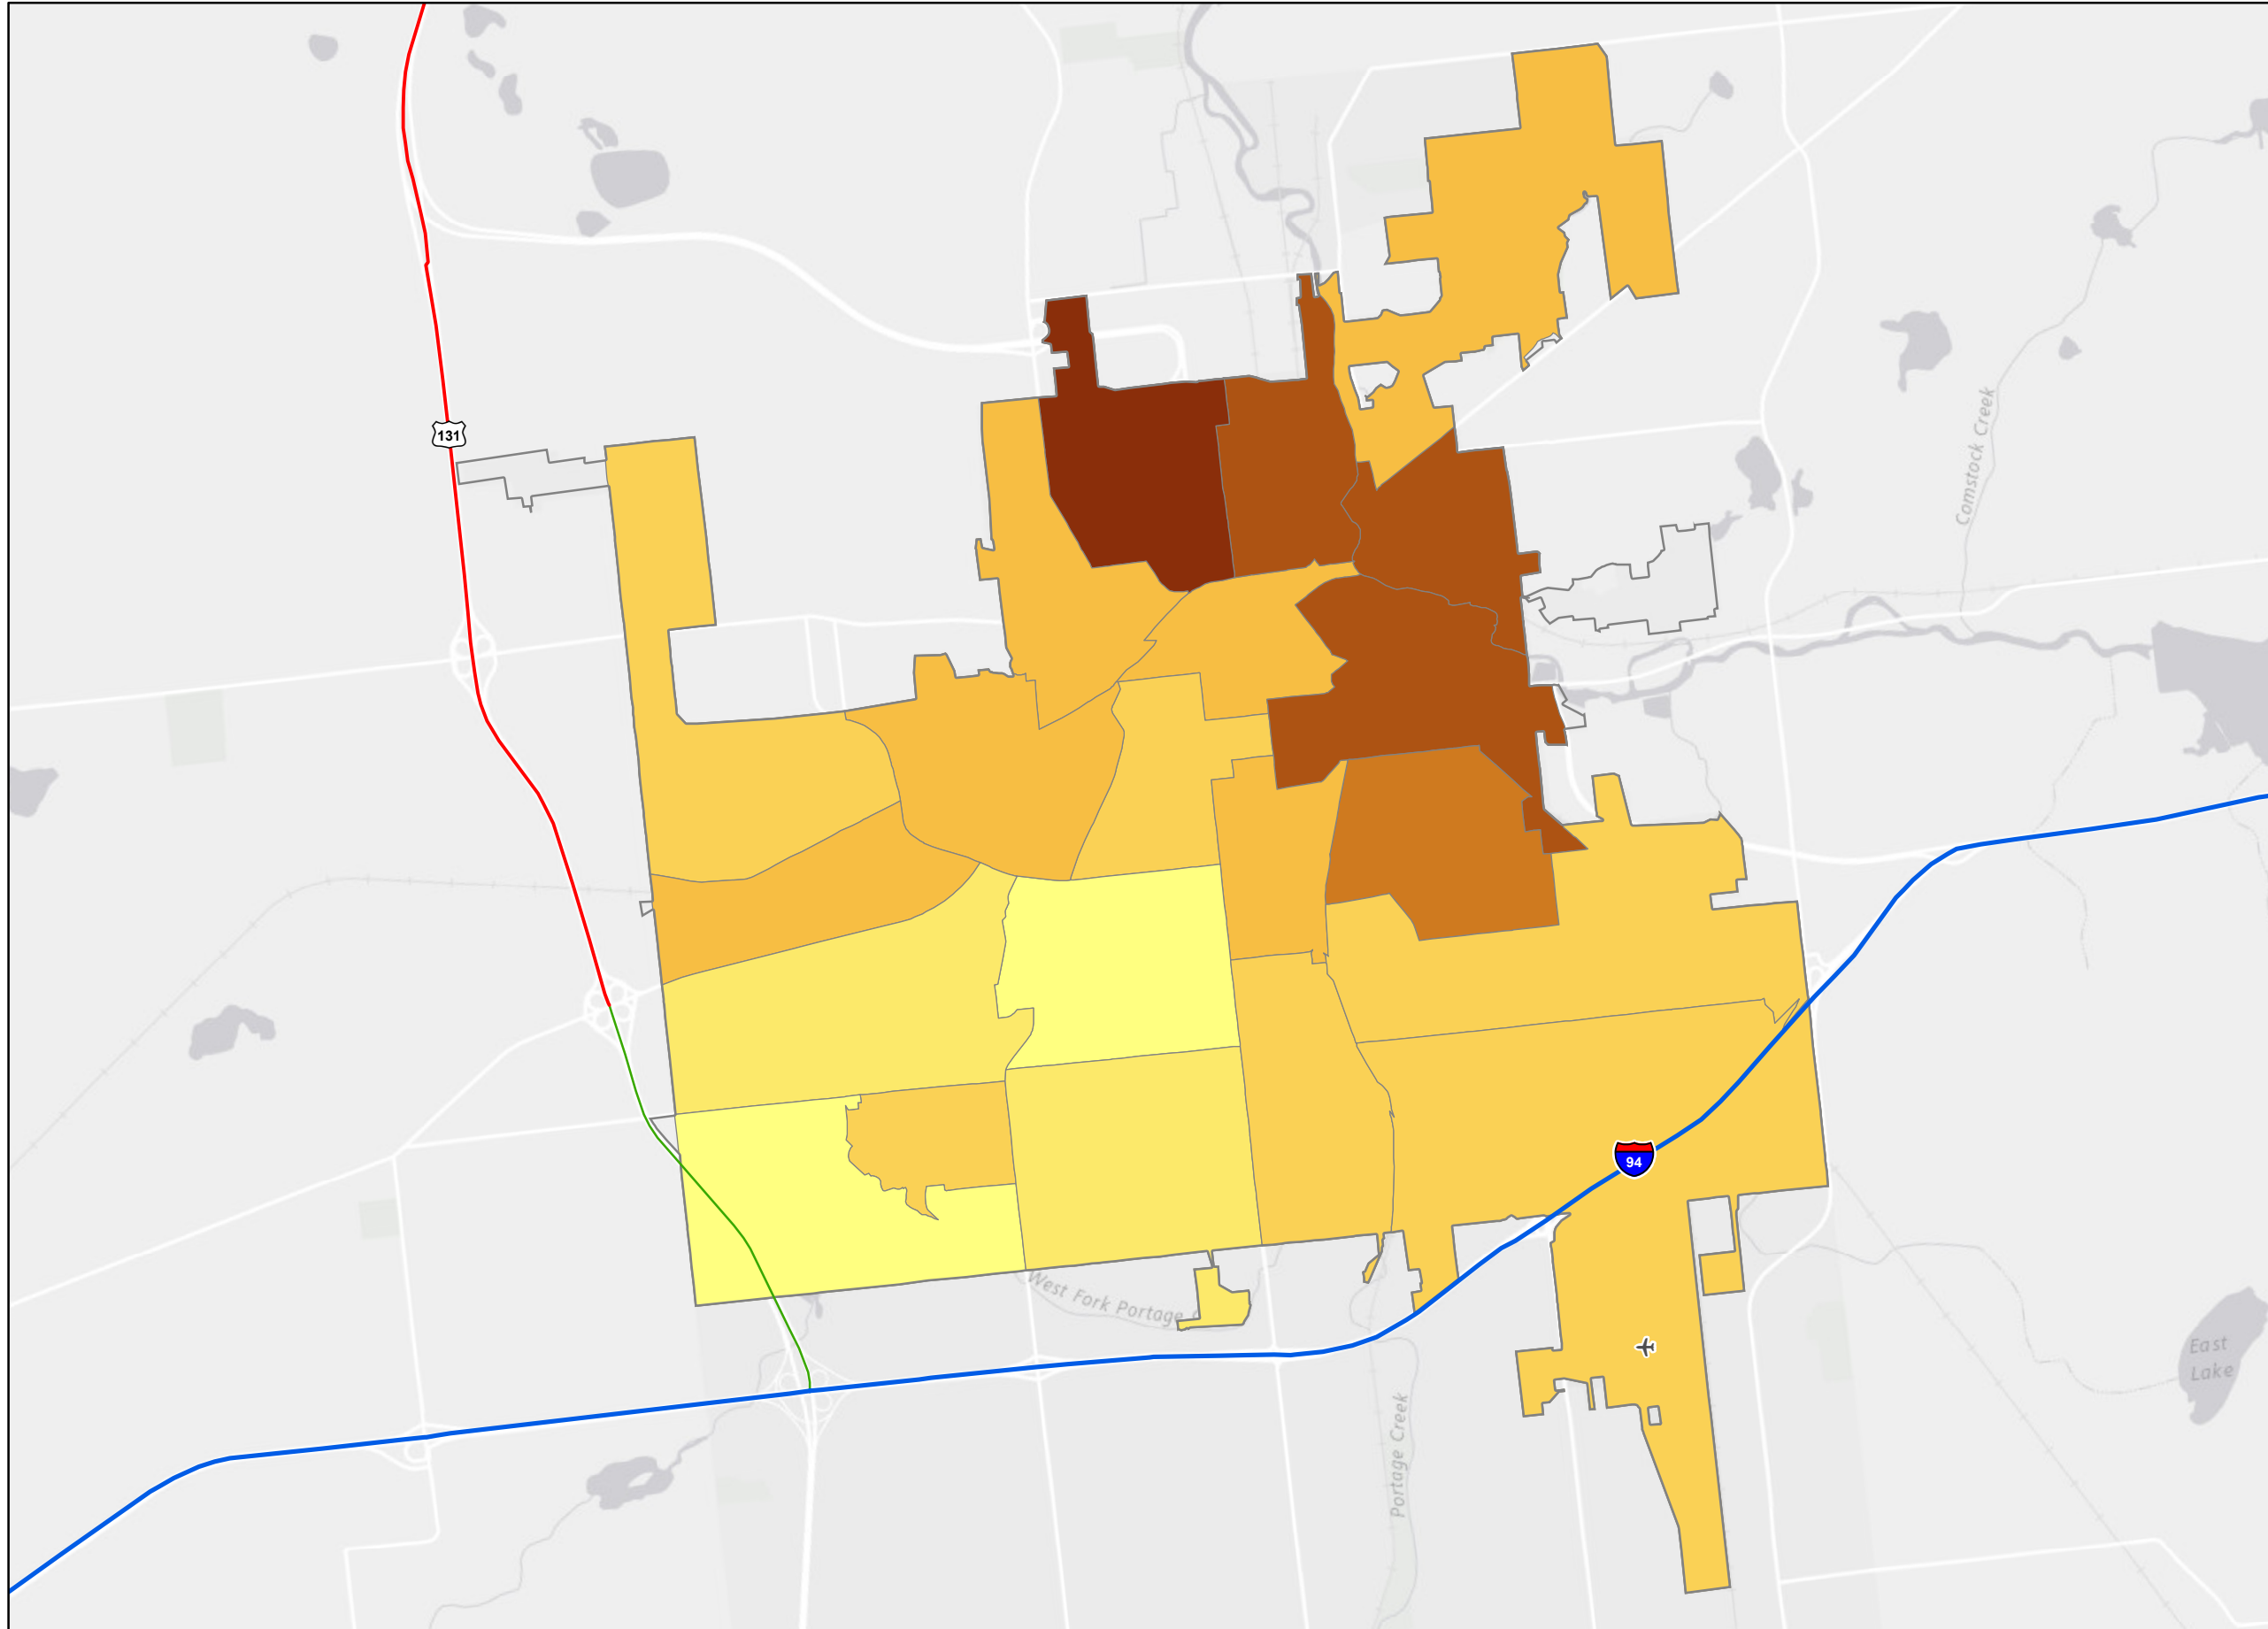 131
Comstock Creek
94
West Fork Portage
East
Lake
Portage Creek